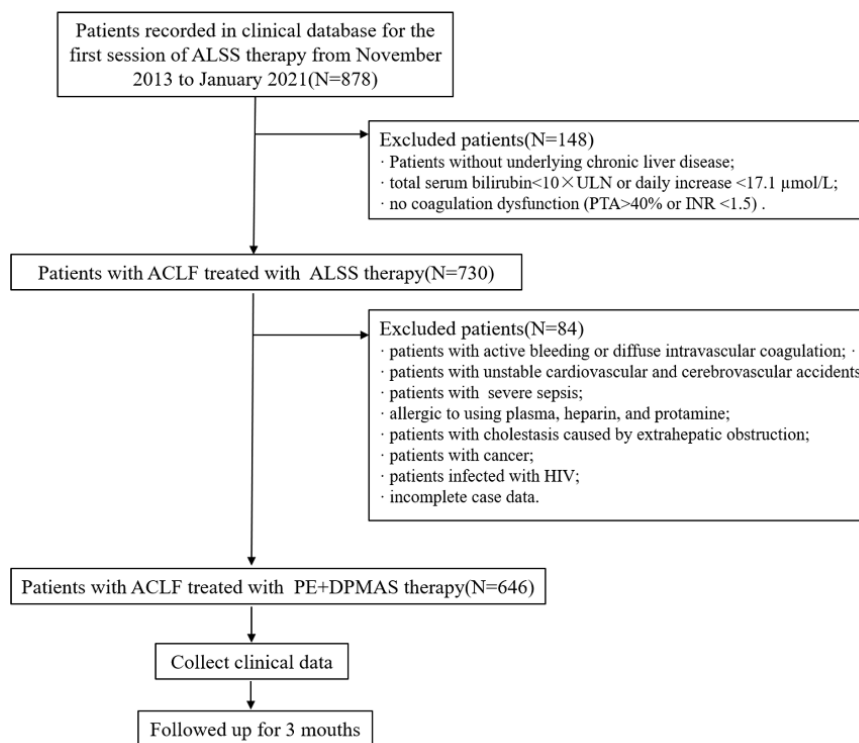 Patients recorded in clinical database for the
first session of ALSS therapy from November
2013 to January 2021(N=878)
Excluded patients(N=148)
· Patients without underlying chronic liver disease;
· total serum bilirubin<10×ULN or daily increase <17.1 µmol/L;
· no coagulation dysfunction (PTA>40% or INR <1.5) .
Patients with ACLF treated with ALSS therapy(N=730)
Excluded patients(N=84)
· patients with active bleeding or diffuse intravascular coagulation; ·
· patients with unstable cardiovascular and cerebrovascular accidents
· patients with severe sepsis;
· allergic to using plasma, heparin, and protamine;
· patients with cholestasis caused by extrahepatic obstruction;
· patients with cancer;
· patients infected with HIV;
· incomplete case data.
Patients with ACLF treated with PE+DPMAS therapy(N=646)
Collect clinical data
Followed up for 3 mouths